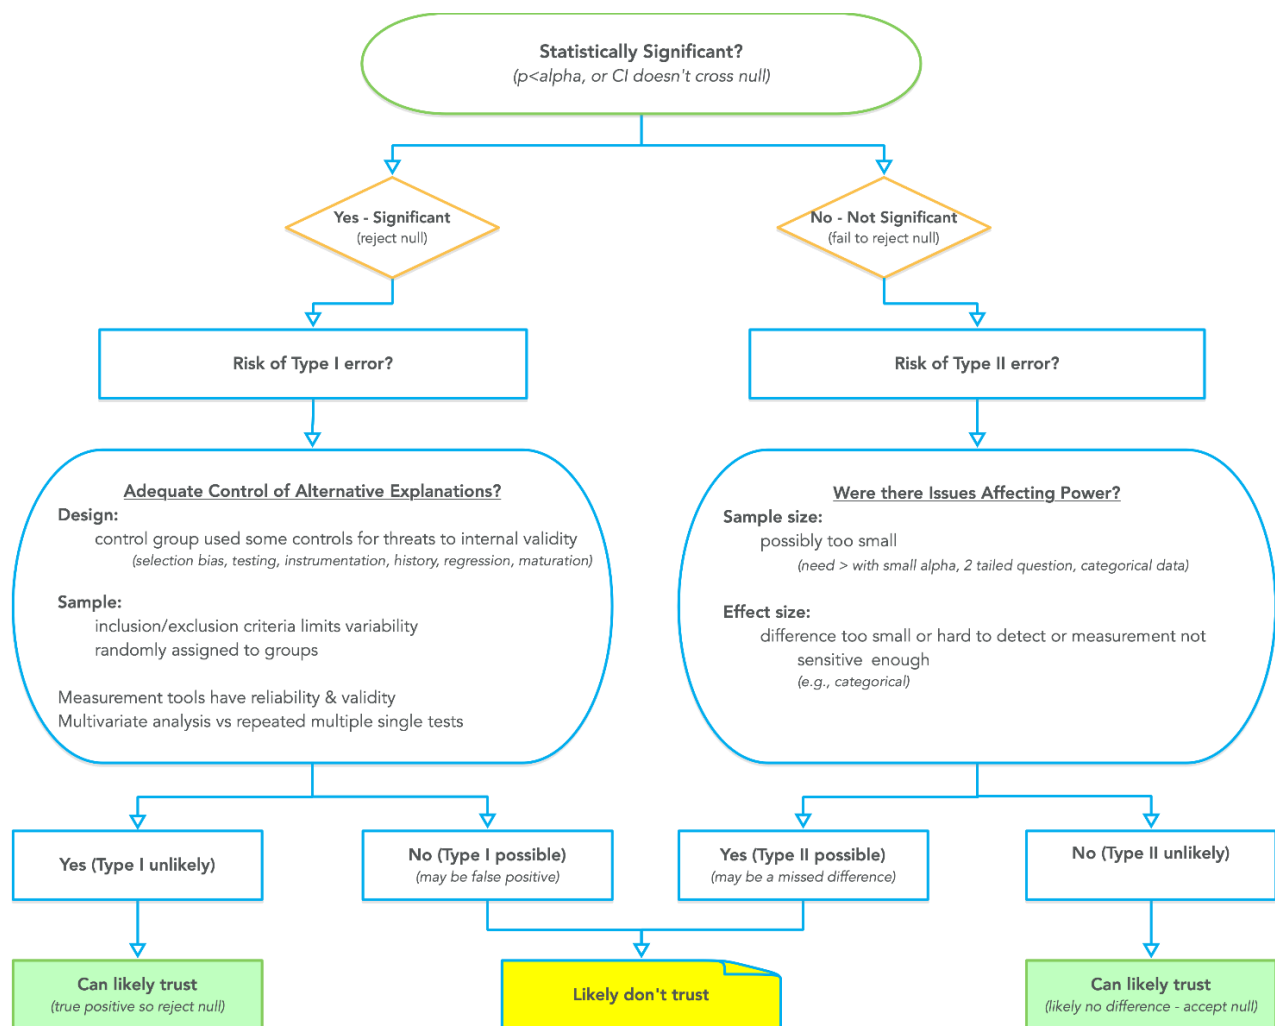 Statistically Significant?
(p<alpha, or CI doesn't cross null)
Yes - Significant
(reject null)
No - Not Significant
(fail to reject null)
Risk of Type I error?
Risk of Type II error?
Adequate Control of Alternative Explanations?
Design:
control group used some controls for threats to internal validity
(selection bias, testing, instrumentation, history, regression, maturation)
Sample:
inclusion/exclusion criteria limits variability
randomly assigned to groups
Measurement tools have reliability & validity
Multivariate analysis vs repeated multiple single tests
Were there Issues Affecting Power?
Sample size:
possibly too small
(need > with small alpha, 2 tailed question, categorical data)
Effect size:
difference too small or hard to detect or measurement not
sensitive enough
(e.g., categorical)
Yes (Type I unlikely)
No (Type I possible)
(may be false positive)
Yes (Type II possible)
(may be a missed difference)
No (Type II unlikely)
Can likely trust
(true positive so reject null)
Likely don't trust
Can likely trust
(likely no difference - accept null)